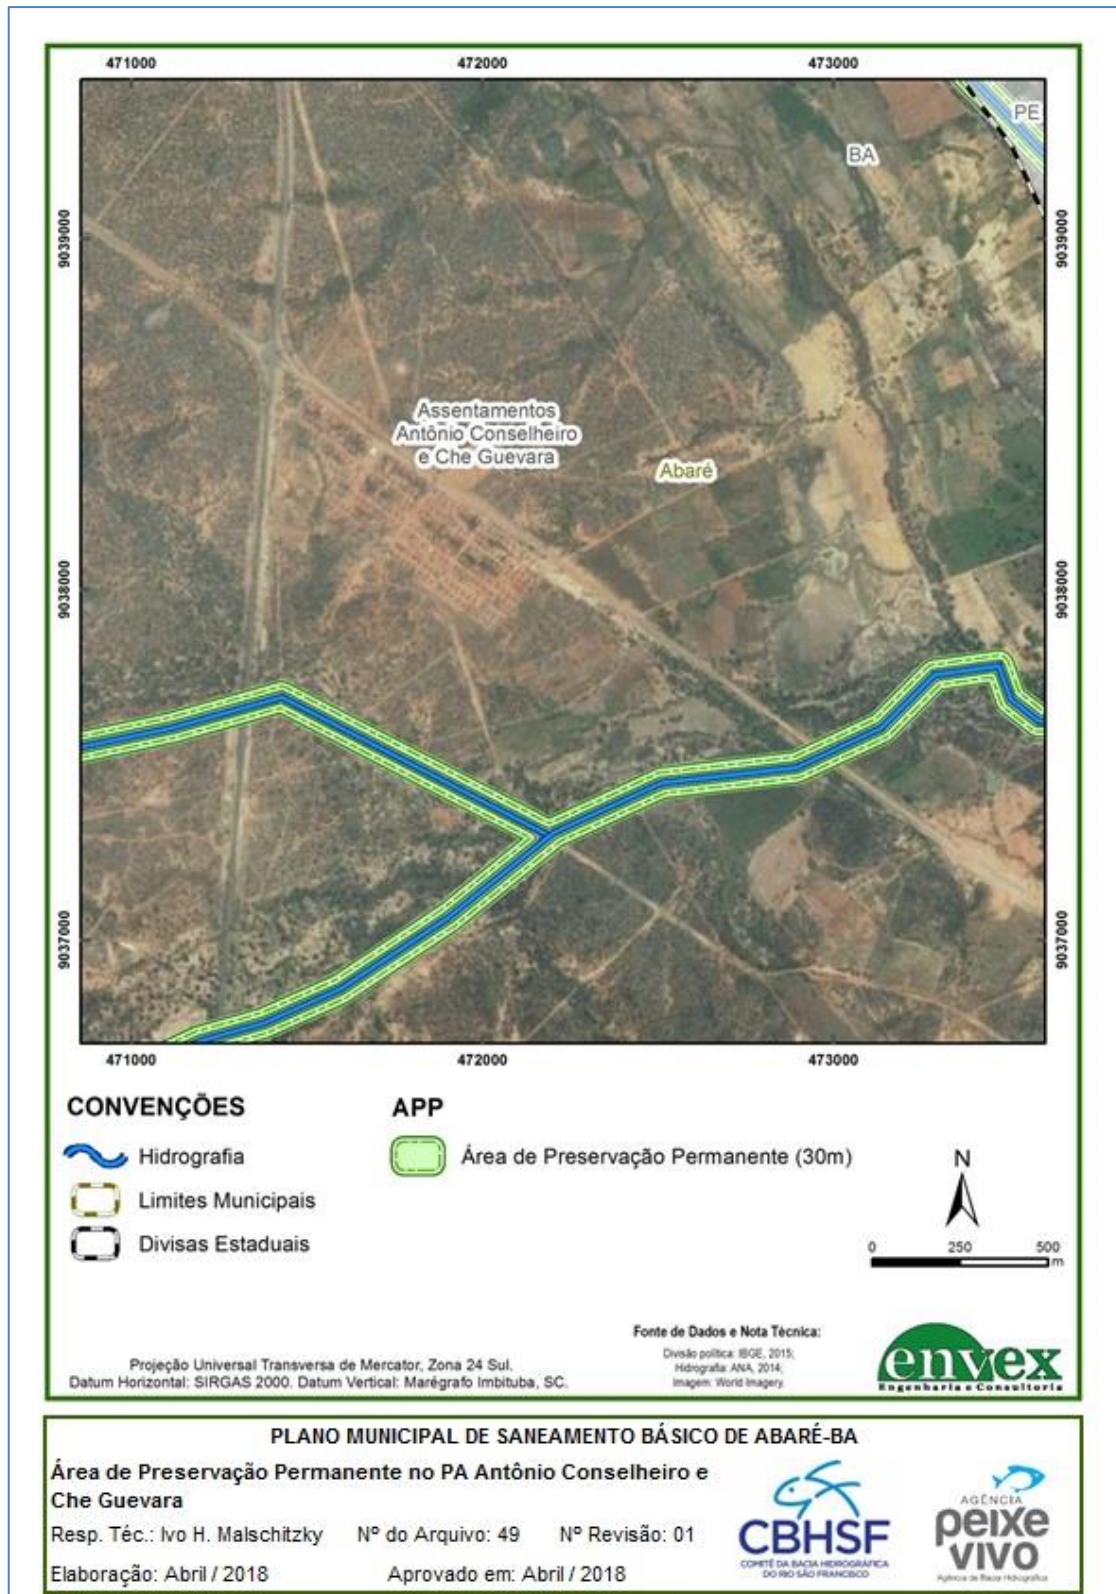 471000 472000 473000
PE
BA
9039000
9039000
Assentamentos
Antônio Conselheiro
e Che Guevara
Abaré
9038000
9038000
9037000
9037000
471000 472000 473000
CONVENÇÕES
Hidrografia
Limites Municipais
Divisas Estaduais
APP
Área de Preservação Permanente (30m)
N
0 250 500
m
Projeção Universal Transversa de Mercator, Zona 24 Sul.
Datum Horizontal: SIRGAS 2000. Datum Vertical: Marégrafo Imbituba, SC.
Fonte de Dados e Nota Técnica:
Divisão política: IBGE, 2015;
Hidrografia: ANA, 2014;
Imagem: World Imagery.
envex
Engenharia e Consultoria
PLANO MUNICIPAL DE SANEAMENTO BÁSICO DE ABARÉ-BA
Área de Preservação Permanente no PA Antônio Conselheiro e
Che Guevara
Resp. Téc.: Ivo H. Malschitzky Nº do Arquivo: 49 Nº Revisão: 01
Elaboração: Abril / 2018 Aprovado em: Abril / 2018
CBHSF
COMITÊ DA BACIA HIDROGRÁFICA
DO RIO SÃO FRANCISCO
AGÊNCIA
peixe
vivo
Agência de Bacia Hidrográfica